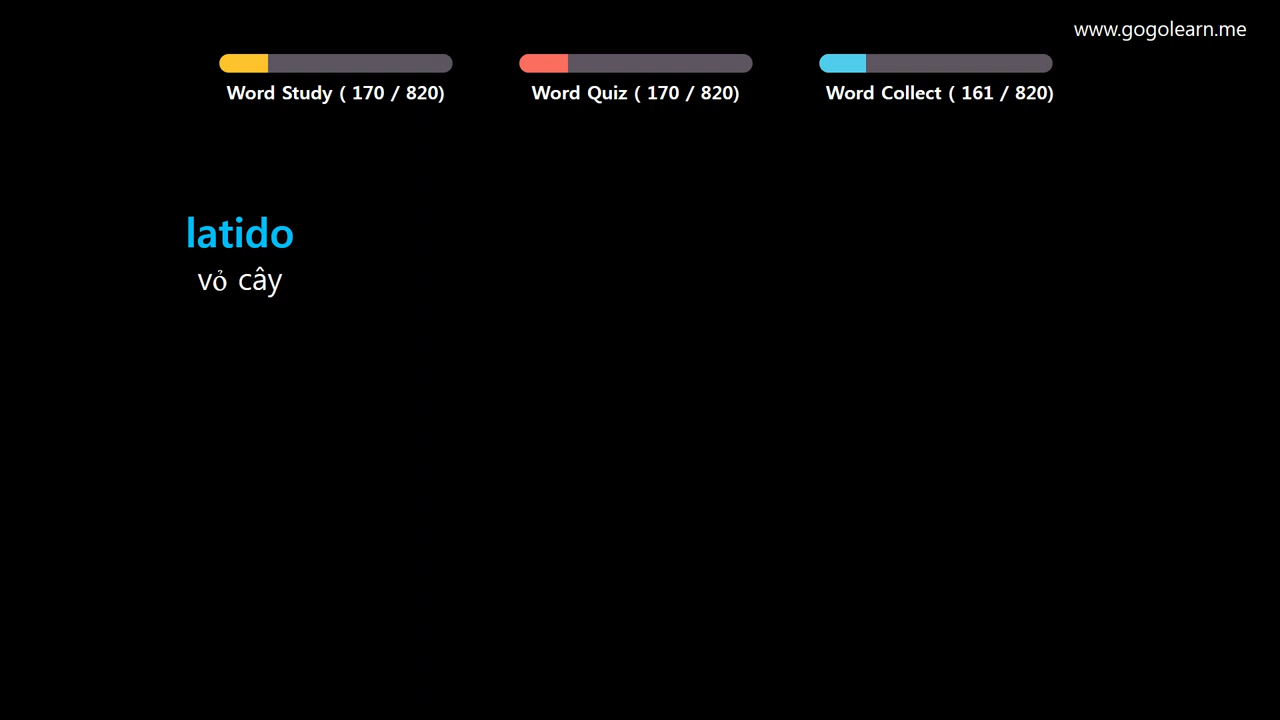 www.gogolearn.me
Word Study ( 170 / 820)
Word Quiz ( 170 / 820)
Word Collect ( 161 / 820)
latido
vỏ cây